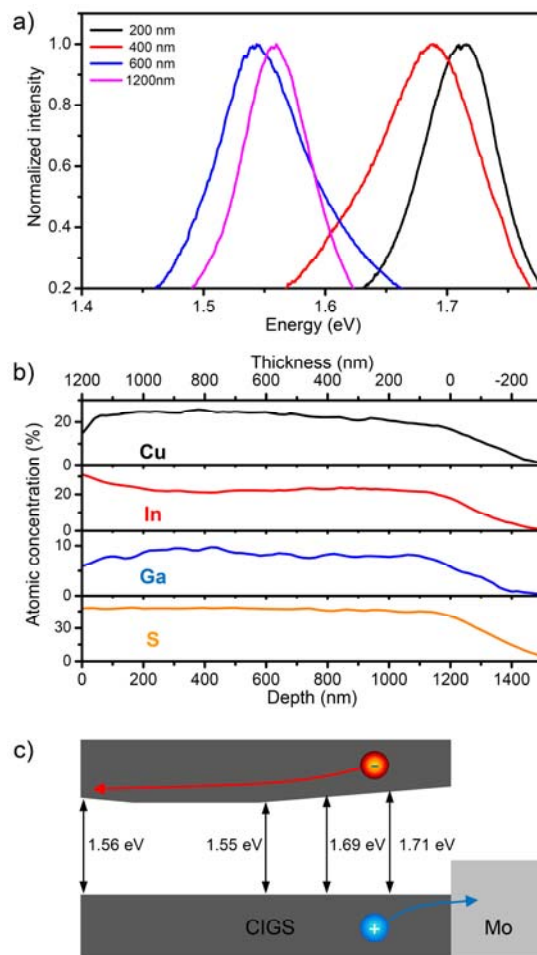 a)
1.0
0.8
0.6
0.4
0.2
Normalized intensity
200 nm
400 nm
600 nm
1200nm
1.4 1.5 1.6 1.7
Energy (eV)
b)
Thickness (nm)
1200 1000 800 600 400 200 0 -200
Atomic concentration (%)
20
0
Cu
20
0
In
10
0
Ga
30
0
S
0 200 400 600 800 1000 1200 1400
Depth (nm)
c)
-
1.56 eV 1.55 eV 1.69 eV 1.71 eV
CIGS + Mo